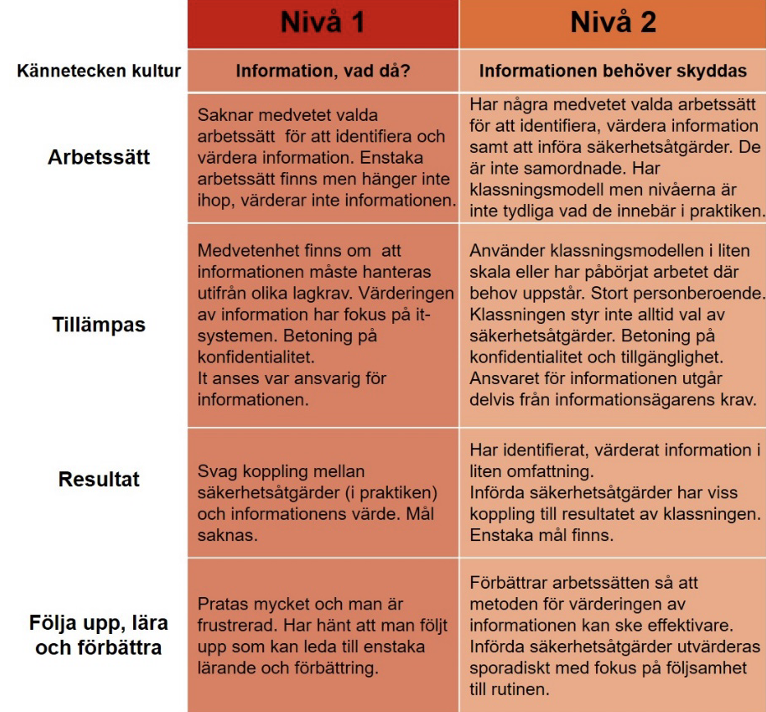 Nivå 1
Nivå 2
Kännetecken kultur
Information, vad då?
Informationen behöver skyddas
Arbetssätt
Saknar medvetet valda
arbetssätt för att identifiera och
värdera information. Enstaka
arbetssätt finns men hänger inte
ihop, värderar inte informationen.
Har några medvetet valda arbetssätt
för att identifiera, värdera information
samt att införa säkerhetsåtgärder. De
är inte samordnade. Har
klassningsmodell men nivåerna är
inte tydliga vad de innebär i praktiken.
Tillämpas
Medvetenhet finns om att
informationen måste hanteras
utifrån olika lagkrav. Värderingen
av information har fokus på it-
systemen. Betoning på
konfidentialitet.
It anses var ansvarig för
informationen.
Använder klassningsmodellen i liten
skala eller har påbörjat arbetet där
behov uppstår. Stort personberoende.
Klassningen styr inte alltid val av
säkerhetsåtgärder. Betoning på
konfidentialitet och tillgänglighet.
Ansvaret för informationen utgår
delvis från informationsägarens krav.
Resultat
Svag koppling mellan
säkerhetsåtgärder (i praktiken)
och informationens värde. Mål
saknas.
Har identifierat, värderat information i
liten omfattning.
Införda säkerhetsåtgärder har viss
koppling till resultatet av klassningen.
Enstaka mål finns.
Följa upp, lära
och förbättra
Pratas mycket och man är
frustrerad. Har hänt att man följt
upp som kan leda till enstaka
lärande och förbättring.
Förbättrar arbetssätten så att
metoden för värderingen av
informationen kan ske effektivare.
Införda säkerhetsåtgärder utvärderas
sporadiskt med fokus på följsamhet
till rutinen.